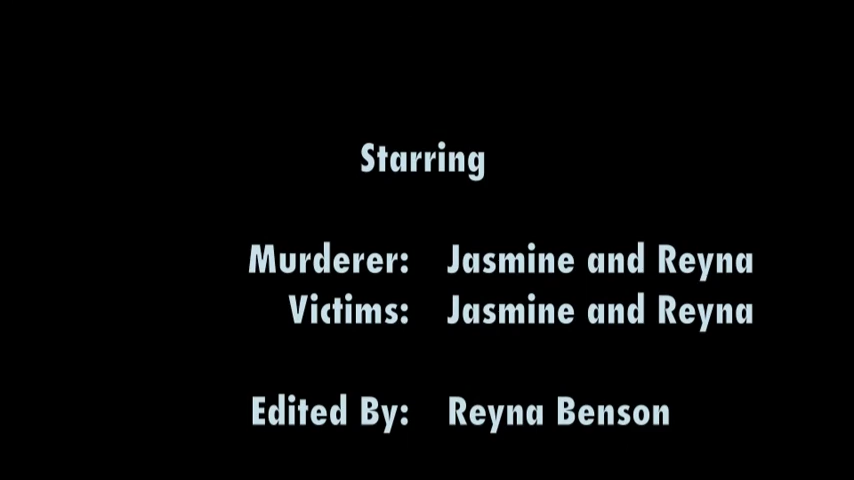 Starring
Murderer: Jasmine and Reyna
Victims: Jasmine and Reyna
Edited By: Reyna Benson